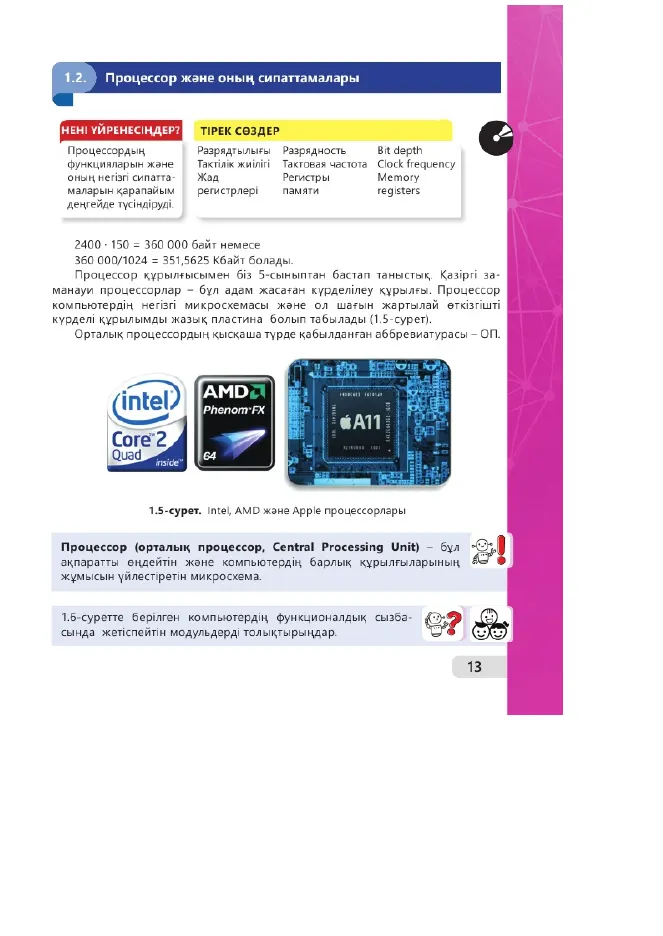 1.2. Процессор және оның сипаттамалары
НЕНІ ҮЙРЕНЕСІҢДЕР?
Процессордың
функцияларын және
оның негізгі сипатта-
маларын қарапайым
деңгейде түсіндіруді.
ТІРЕК СӨЗДЕР
Разрядтылығы Разрядность Bit depth
Тактілік жиілігі Тактовая частота Clock frequency
Жад Регистры Memory
регистрлері памяти registers
2400 · 150 = 360 000 байт немесе
360 000/1024 = 351,5625 Кбайт болады.
Процессор құрылғысымен біз 5-сыныптан бастап таныстық. Қазіргі за-
манауи процессорлар – бұл адам жасаған күрделілеу құрылғы. Процессор
компьютердің негізгі микросхемасы және ол шағын жартылай өткізгішті
күрделі құрылымды жазық пластина болып табылады (1.5-сурет).
Орталық процессордың қысқаша түрде қабылданған аббревиатурасы – ОП.
intel
Core™2
Quad
inside™
AMD
Phenom FX
64
A11
1.5-сурет. Intel, AMD және Apple процессорлары
Процессор (орталық процессор, Central Processing Unit) – бұл
ақпаратты өңдейтін және компьютердің барлық құрылғыларының
жұмысын үйлестіретін микросхема.
1.6-суретте берілген компьютердің функционалдық сызба-
сында жетіспейтін модульдерді толықтырыңдар.
13